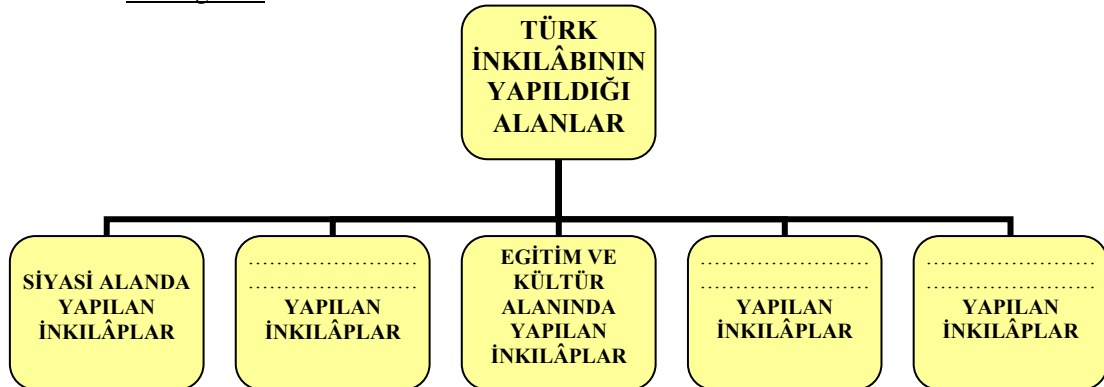 TÜRK
İNKILÂBININ
YAPILDIĞI
ALANLAR
SİYASİ ALANDA
YAPILAN
İNKILÂPLAR
........................
........................
YAPILAN
İNKILÂPLAR
EGİTİM VE
KÜLTÜR
ALANINDA
YAPILAN
İNKILÂPLAR
........................
........................
YAPILAN
İNKILÂPLAR
........................
........................
YAPILAN
İNKILÂPLAR